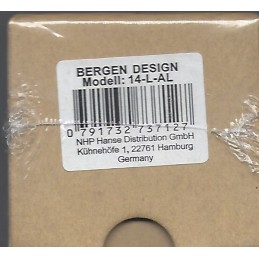 BERGEN DESIGN
Modell: 14-L-AL
0 791732 737127
NHP Hanse Distribution GmbH
Kühnehöfe 1, 22761 Hamburg
Germany